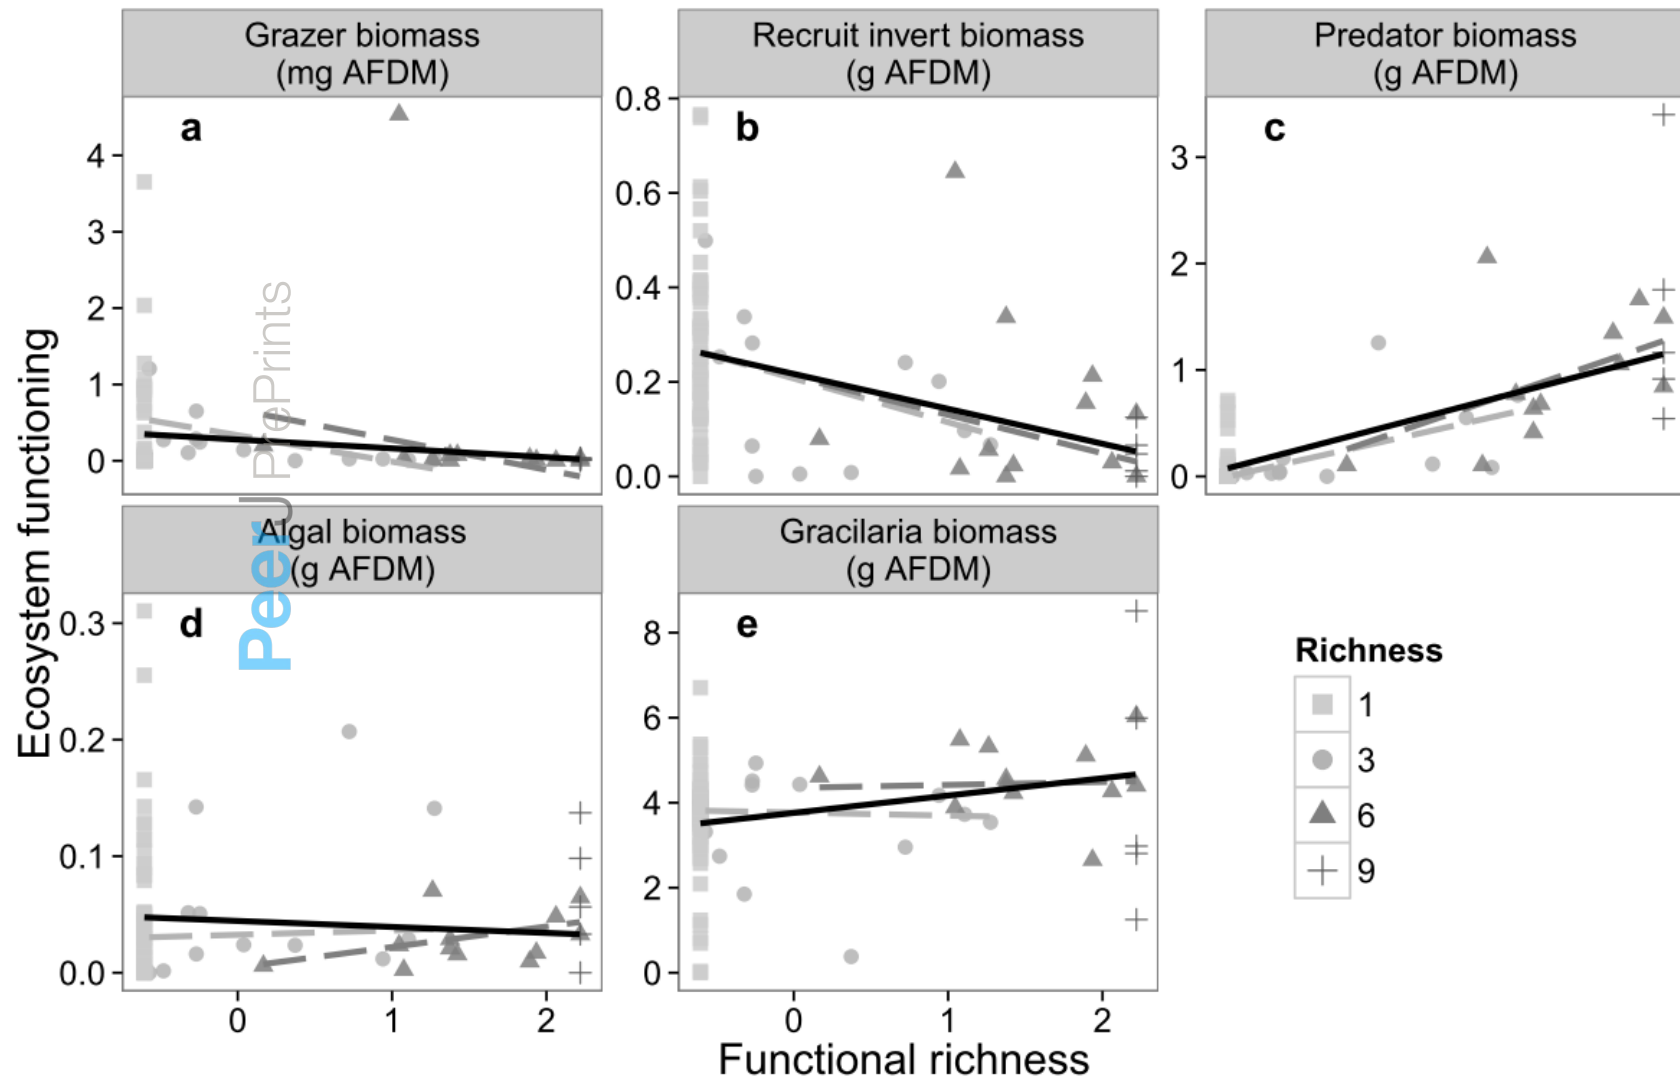 Grazer biomass
(mg AFDM)
Recruit invert biomass
(g AFDM)
Predator biomass
(g AFDM)
a
b
c
4
3
2
1
0
0.8
0.6
0.4
0.2
0.0
3
2
1
0
Ecosystem functioning
PeerJ PrePrints
Algal biomass
(g AFDM)
Gracilaria biomass
(g AFDM)
d
e
0.3
0.2
0.1
0.0
8
6
4
2
0
0 1 2
0 1 2
Functional richness
Richness
1
3
6
9